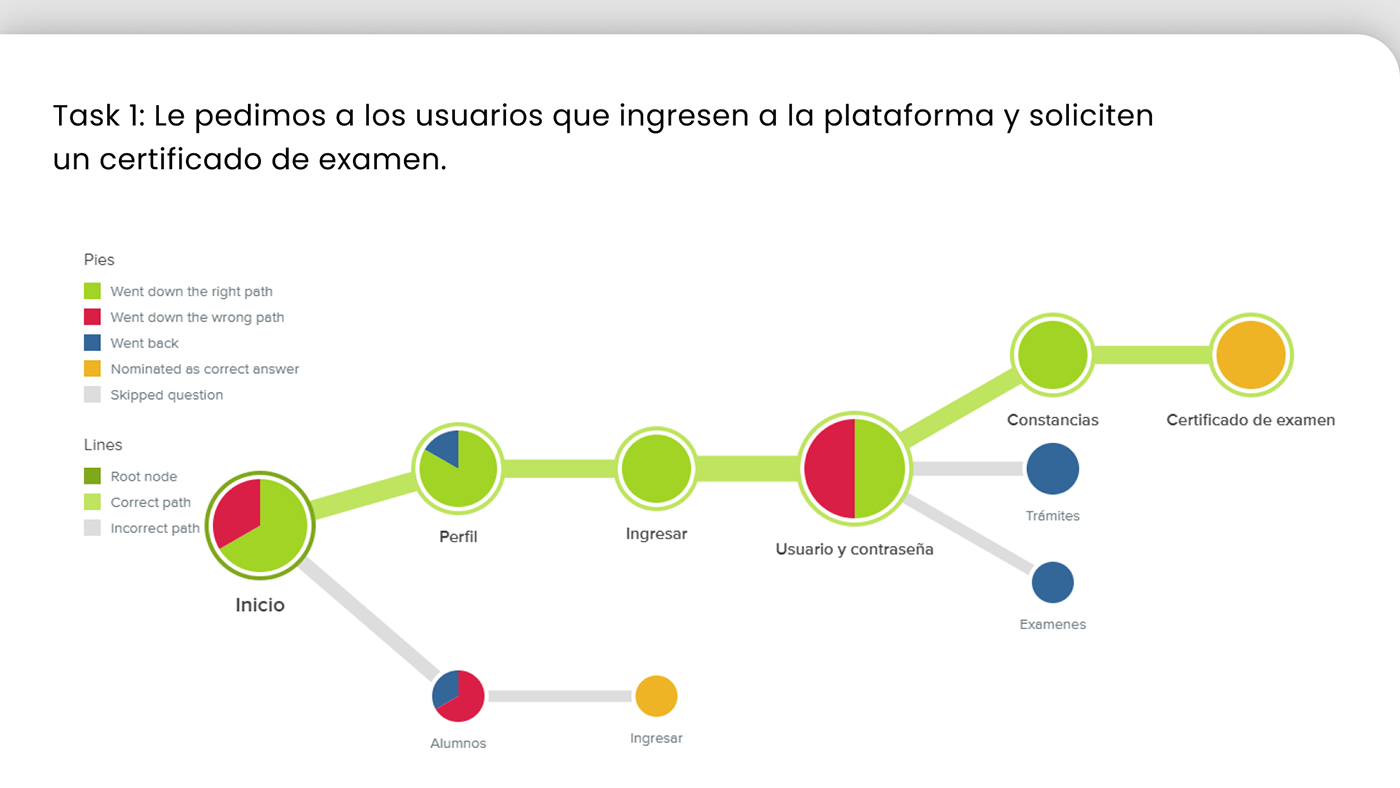 Task 1: Le pedimos a los usuarios que ingresen a la plataforma y soliciten
un certificado de examen.
Pies
Went down the right path
Went down the wrong path
Went back
Nominated as correct answer
Skipped question
Lines
Root node
Correct path
Incorrect path
Inicio
Perfil
Ingresar
Usuario y contraseña
Constancias
Certificado de examen
Trámites
Examenes
Alumnos
Ingresar